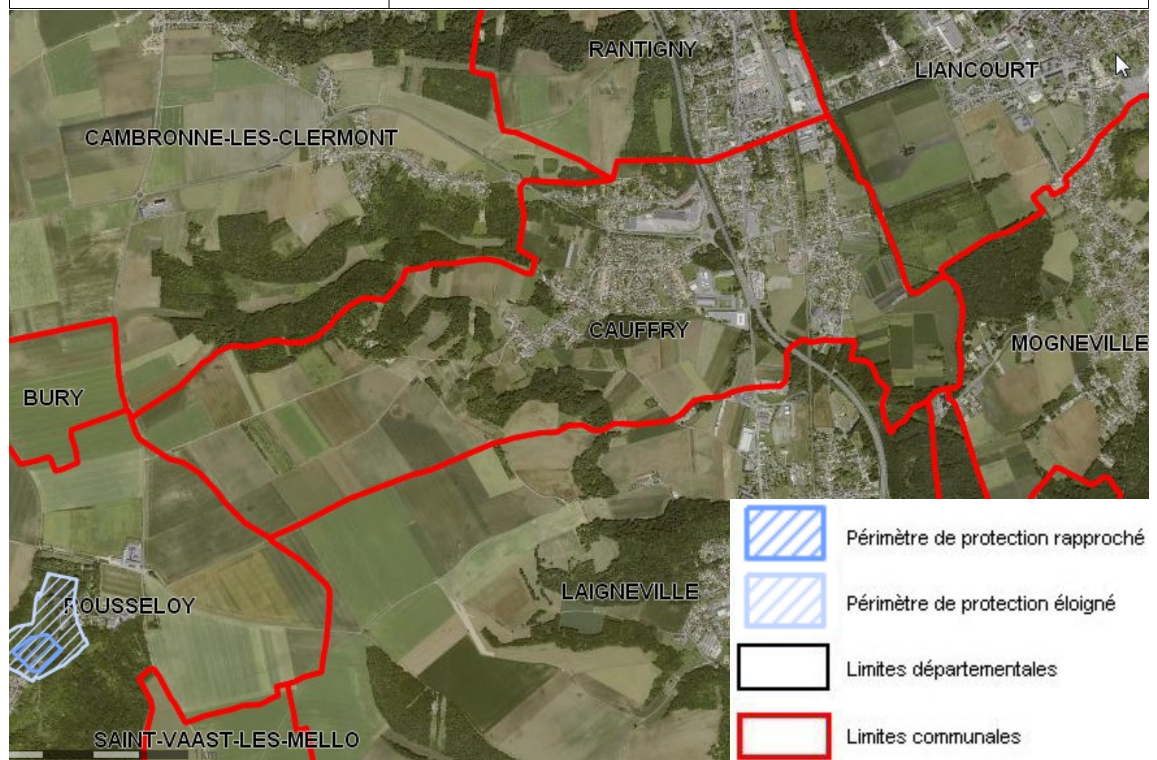 RANTIGNY
LIANCOURT
CAMBRONNE-LES-CLERMONT
CAUFFRY
MOGNEVILLE
BURY
Périmètre de protection rapproché
LAIGNEVILLE
ROUSSELOY
Périmètre de protection éloigné
Limites départementales
SAINT-VAAST-LES-MELLO
Limites communales
1km